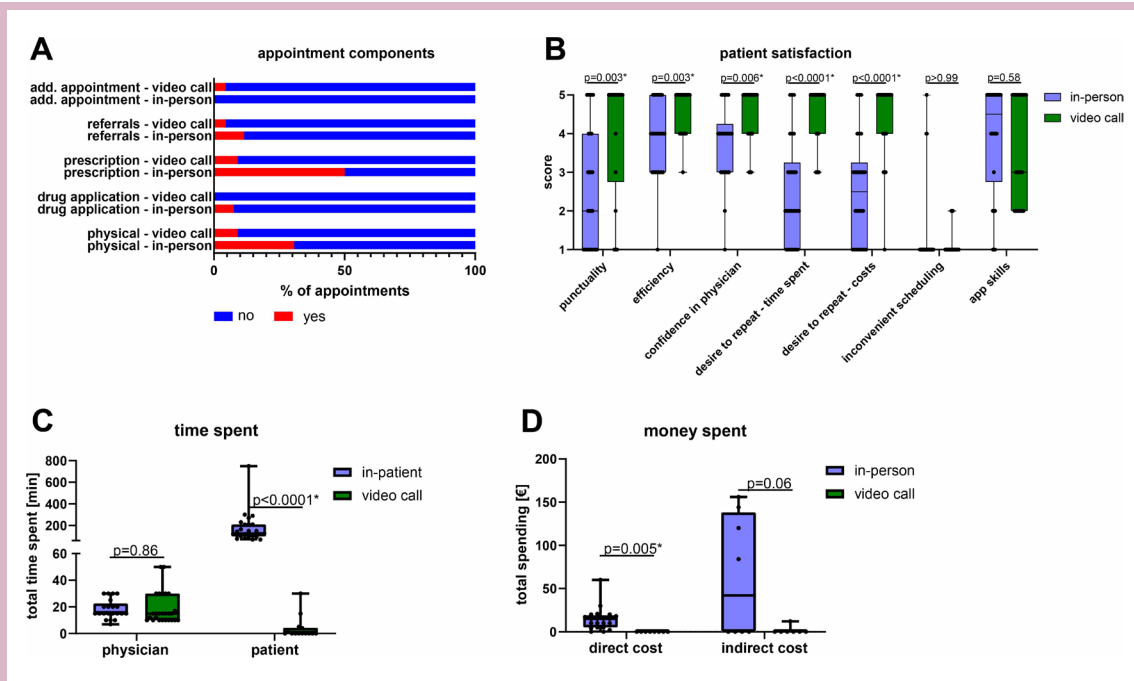 A
appointment components
add. appointment - video call
add. appointment - in-person
referrals - video call
referrals - in-person
prescription - video call
prescription - in-person
drug application - video call
drug application - in-person
physical - video call
physical - in-person
0 50 100
% of appointments
no yes
B
patient satisfaction
p=0.003* p=0.003* p=0.006* p<0.0001* p<0.0001* p>0.99 p=0.58
in-person
video call
score
5
4
3
2
1
punctuality
efficiency
confidence in physician
desire to repeat - time spent
desire to repeat - costs
inconvenient scheduling
app skills
C
time spent
total time spent [min]
800
600
400
200
60
40
20
0
p=0.86
p<0.0001*
in-patient
video call
physician patient
D
money spent
total spending [€]
200
150
100
50
0
p=0.005*
p=0.06
in-person
video call
direct cost indirect cost